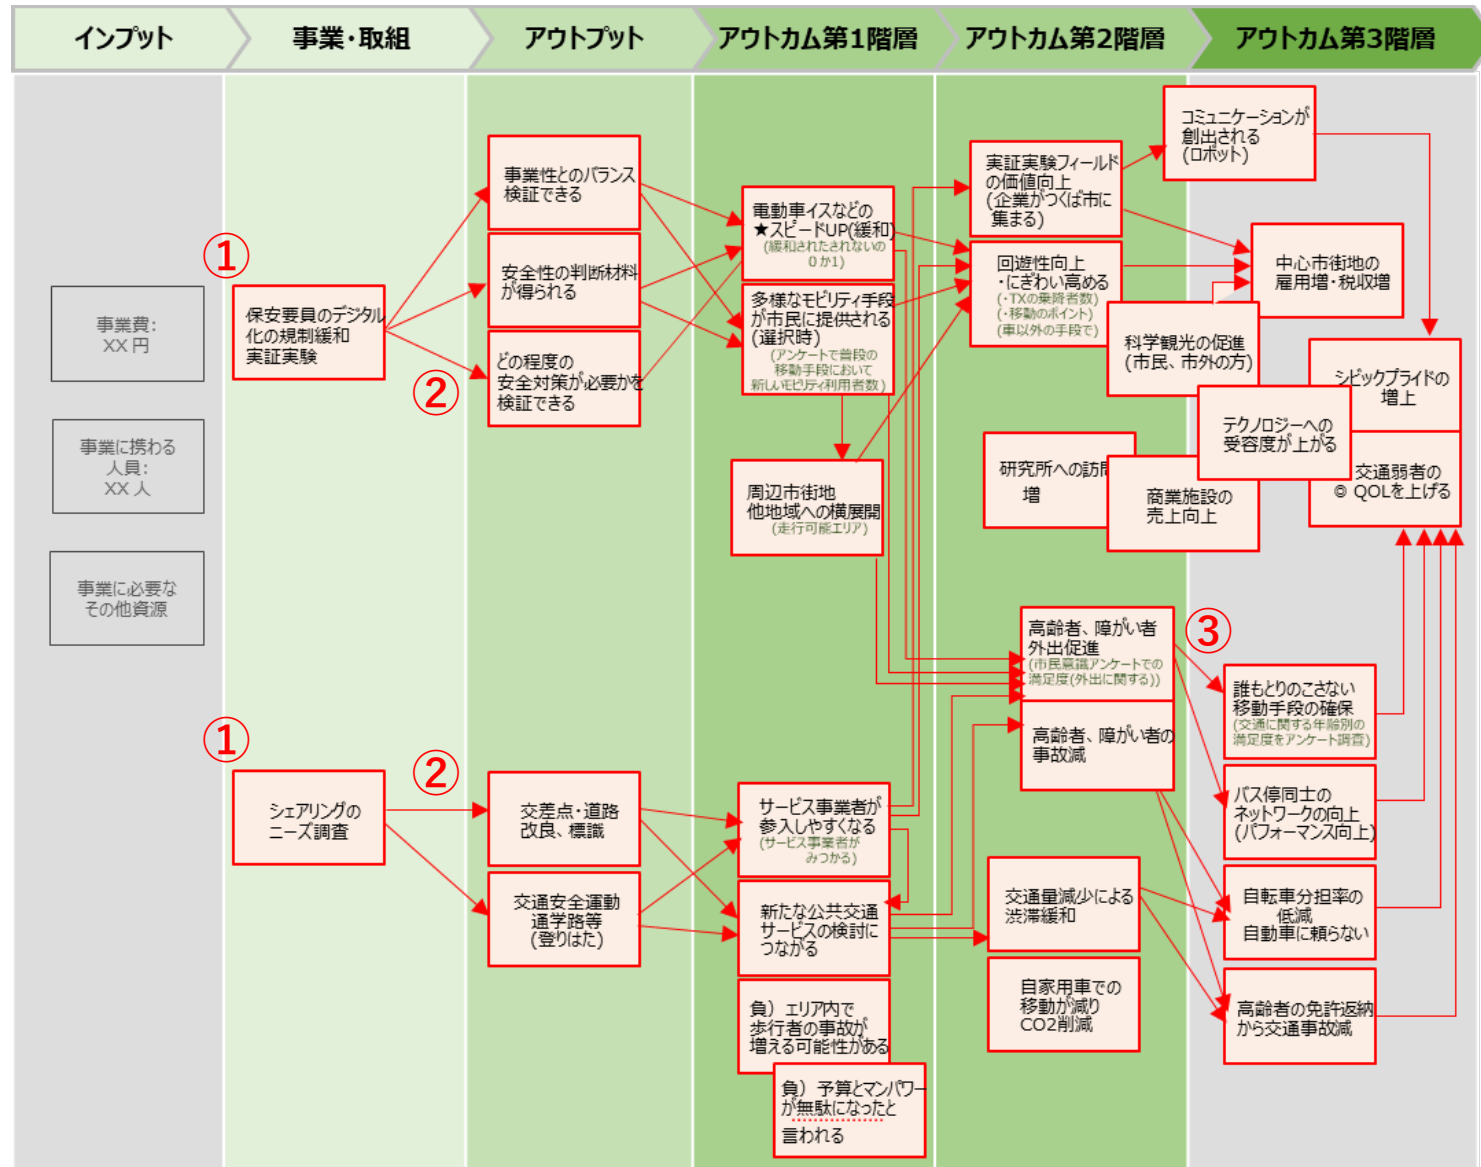 インプット
事業・取組
アウトプット
アウトカム第1階層
アウトカム第2階層
アウトカム第3階層
事業費：
XX 円
事業に携わる
人員：
XX 人
事業に必要な
その他資源
①
保安要員のデジタル
化の規制緩和
実証実験
①
シェアリングの
ニーズ調査
事業性とのバランス
検証できる
安全性の判断材料
が得られる
②
どの程度の
安全対策が必要かを
検証できる
②
交差点・道路
改良、標識
交通安全運動
通学路等
(登りはた)
電動車イスなどの
★スピードUP(緩和)
(緩和されたされないの
０か1)
多様なモビリティ手段
が市民に提供される
(選択時)
(アンケートで普段の
移動手段において
新しいモビリティ利用者数)
周辺市街地
他地域への横展開
(走行可能エリア)
サービス事業者が
参入しやすくなる
(サービス事業者が
みつかる)
新たな公共交通
サービスの検討に
つながる
負）エリア内で
歩行者の事故が
増える可能性がある
負）予算とマンパワー
が無駄になったと
言われる
実証実験フィールド
の価値向上
(企業がつくば市に
集まる)
回遊性向上
・にぎわい高める
(・TXの乗降者数)
(・移動のポイント)
(車以外の手段で)
研究所への訪問
増
商業施設の
売上向上
高齢者、障がい者
外出促進
(市民意識アンケートでの
満足度(外出に関する))
高齢者、障がい者の
事故減
交通量減少による
渋滞緩和
自家用車での
移動が減り
CO2削減
コミュニケーションが
創出される
(ロボット)
中心市街地の
雇用増・税収増
科学観光の促進
(市民、市外の方)
シビックプライドの
増上
テクノロジーへの
受容度が上がる
交通弱者の
◎ QOLを上げる
③
誰もとりのこさない
移動手段の確保
(交通に関する年齢別の
満足度をアンケート調査)
バス停同士の
ネットワークの向上
(パフォーマンス向上)
自転車分担率の
低減
自動車に頼らない
高齢者の免許返納
から交通事故減